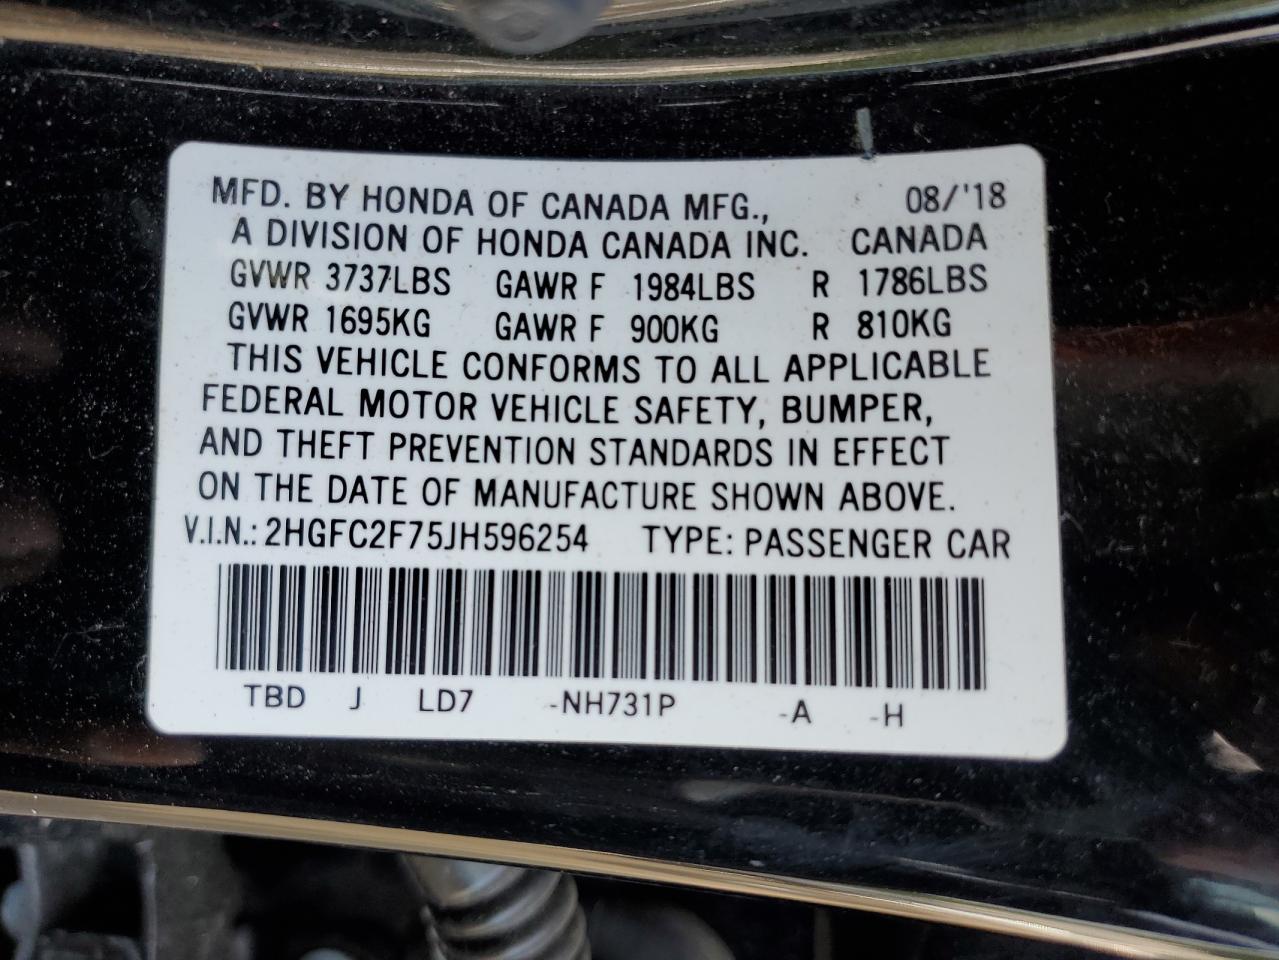 MFD. BY HONDA OF CANADA MFG., 08/'18
A DIVISION OF HONDA CANADA INC. CANADA
GVWR 3737LBS GAWR F 1984LBS R 1786LBS
GVWR 1695KG GAWR F 900KG R 810KG
THIS VEHICLE CONFORMS TO ALL APPLICABLE
FEDERAL MOTOR VEHICLE SAFETY, BUMPER,
AND THEFT PREVENTION STANDARDS IN EFFECT
ON THE DATE OF MANUFACTURE SHOWN ABOVE.
V.I.N.: 2HGFC2F75JH596254 TYPE: PASSENGER CAR
TBD J LD7 -NH731P -A -H